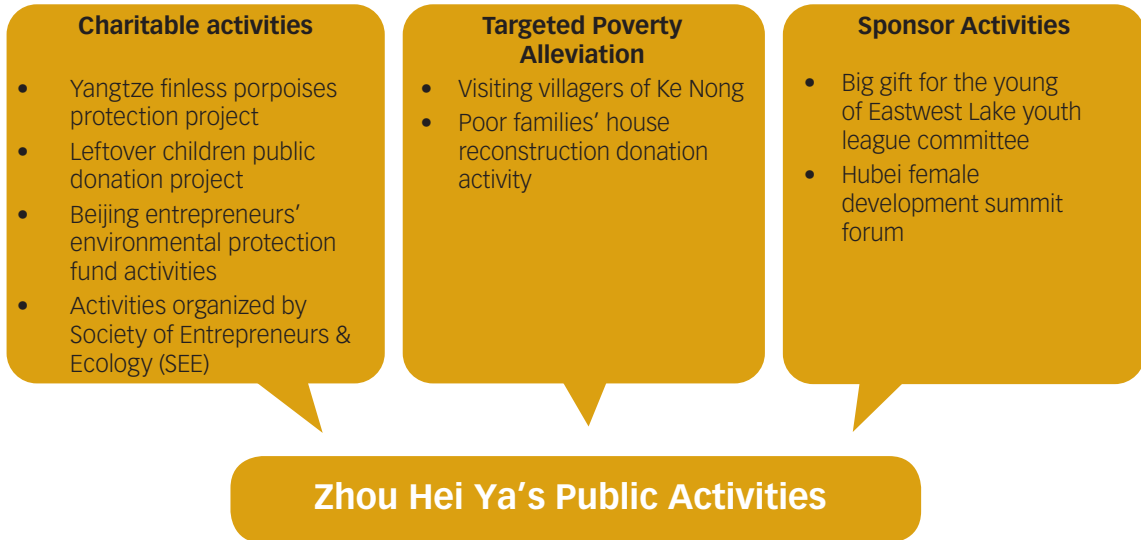 Charitable activities
• Yangtze finless porpoises
protection project
• Leftover children public
donation project
• Beijing entrepreneurs’
environmental protection
fund activities
• Activities organized by
Society of Entrepreneurs &
Ecology (SEE)
Targeted Poverty
Alleviation
• Visiting villagers of Ke Nong
• Poor families’ house
reconstruction donation
activity
Sponsor Activities
• Big gift for the young
of Eastwest Lake youth
league committee
• Hubei female
development summit
forum
Zhou Hei Ya’s Public Activities